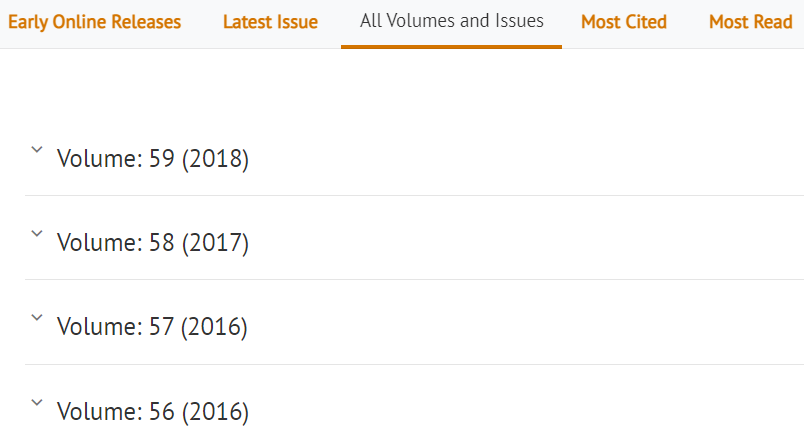 Early Online Releases Latest Issue All Volumes and Issues Most Cited Most Read
Volume: 59 (2018)
Volume: 58 (2017)
Volume: 57 (2016)
Volume: 56 (2016)